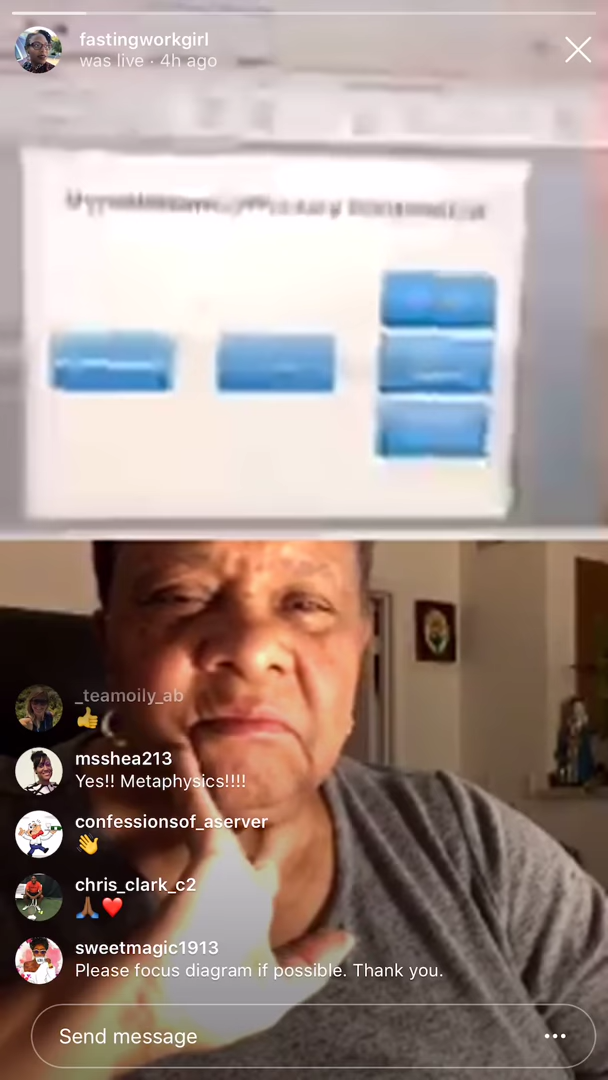 fastingworkgirl
was live · 4h ago
_teamoily_ab
👍
msshea213
Yes!! Metaphysics!!!!
confessionsof_aserver
👋
chris_clark_c2
🙏🏾❤️
sweetmagic1913
Please focus diagram if possible. Thank you.
Send message